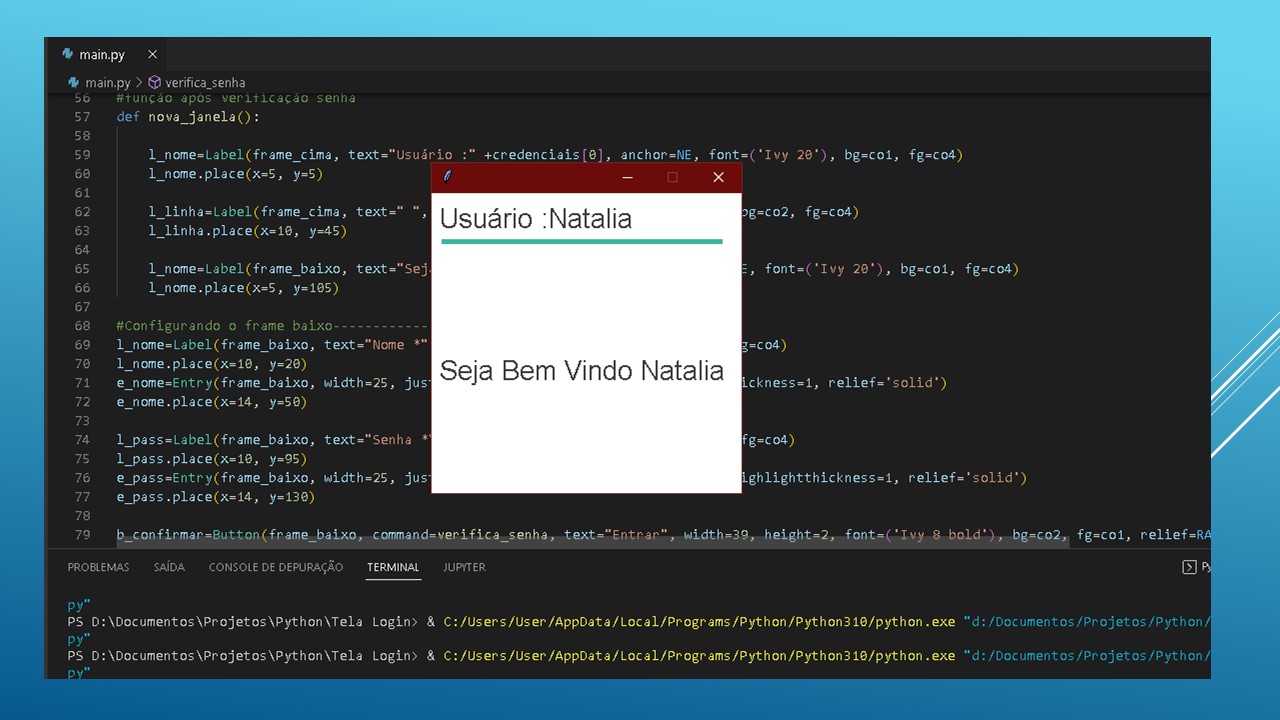 main.py
main.py > verifica_senha
56 #função após verificação senha
57 def nova_janela():
58
59 l_nome=Label(frame_cima, text="Usuário :" +credenciais[0], anchor=NE, font=('Ivy 20'), bg=co1, fg=co4)
60 l_nome.place(x=5, y=5)
61
62 l_linha=Label(frame_cima, text=" ", bg=co2, fg=co4)
63 l_linha.place(x=10, y=45)
64
65 l_nome=Label(frame_baixo, text="Sej E, font=('Ivy 20'), bg=co1, fg=co4)
66 l_nome.place(x=5, y=105)
67
68 #Configurando o frame baixo------------
69 l_nome=Label(frame_baixo, text="Nome *" g=co4)
70 l_nome.place(x=10, y=20)
71 e_nome=Entry(frame_baixo, width=25, jus ickness=1, relief='solid')
72 e_nome.place(x=14, y=50)
73
74 l_pass=Label(frame_baixo, text="Senha *" fg=co4)
75 l_pass.place(x=10, y=95)
76 e_pass=Entry(frame_baixo, width=25, jus ighlightthickness=1, relief='solid')
77 e_pass.place(x=14, y=130)
78
79 b_confirmar=Button(frame_baixo, command=verifica_senha, text="Entrar", width=39, height=2, font=('Ivy 8 bold'), bg=co2, fg=co1, relief=RA
Usuário :Natalia
Seja Bem Vindo Natalia
PROBLEMAS SAÍDA CONSOLE DE DEPURAÇÃO TERMINAL JUPYTER Py
py"
PS D:\Documentos\Projetos\Python\Tela Login> & C:/Users/User/AppData/Local/Programs/Python/Python310/python.exe "d:/Documentos/Projetos/Python/
py"
PS D:\Documentos\Projetos\Python\Tela Login> & C:/Users/User/AppData/Local/Programs/Python/Python310/python.exe "d:/Documentos/Projetos/Python/
py"